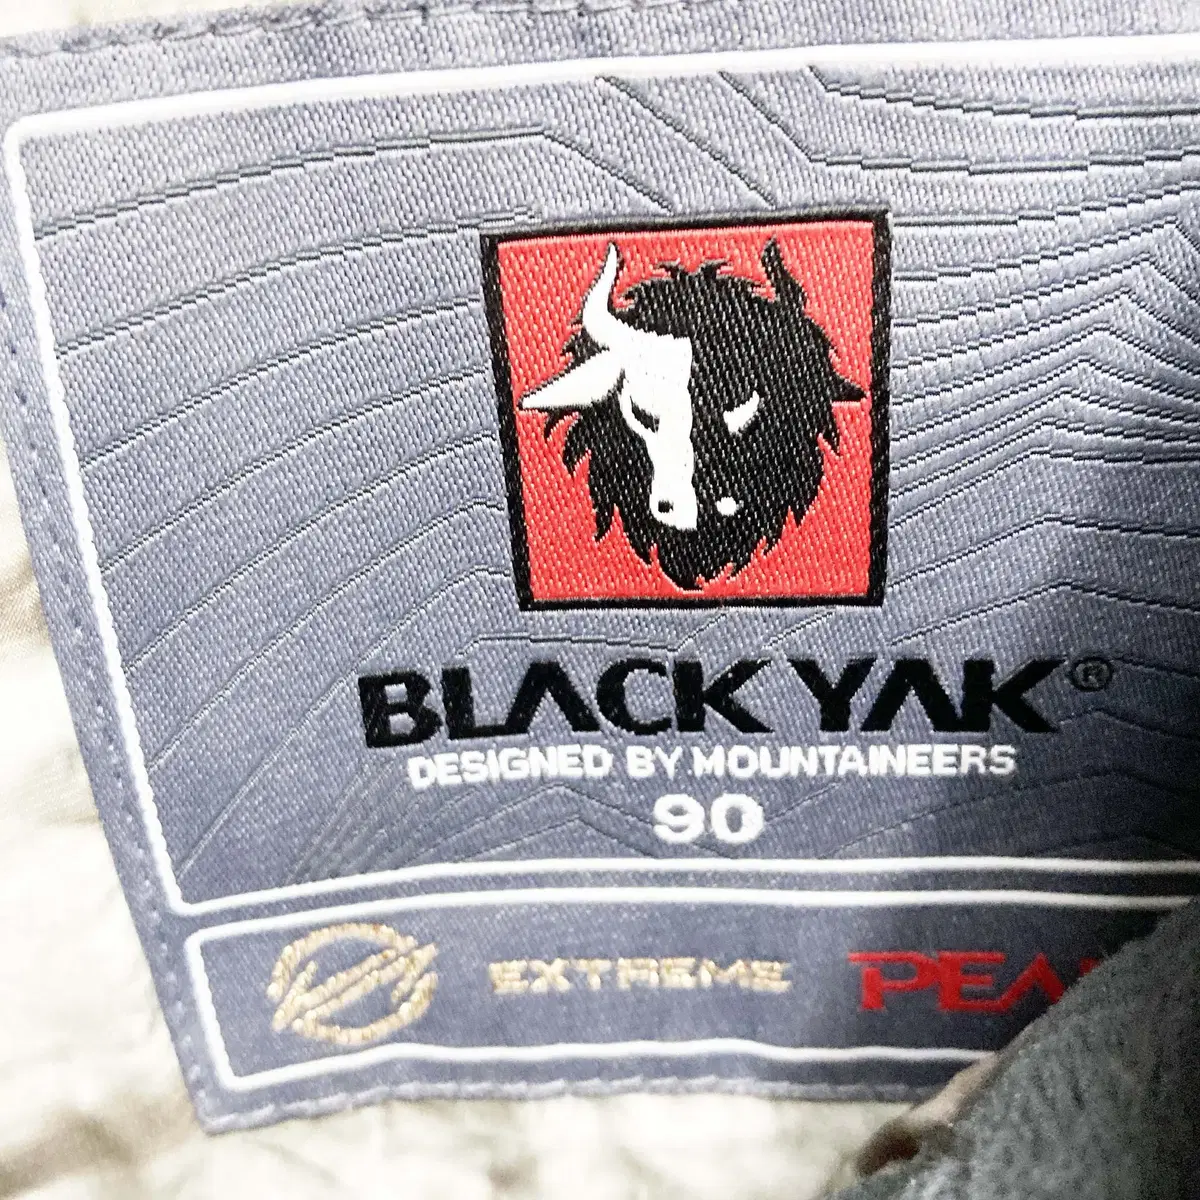 BLACK YAK®
DESIGNED BY MOUNTAINEERS
90
EXTREME